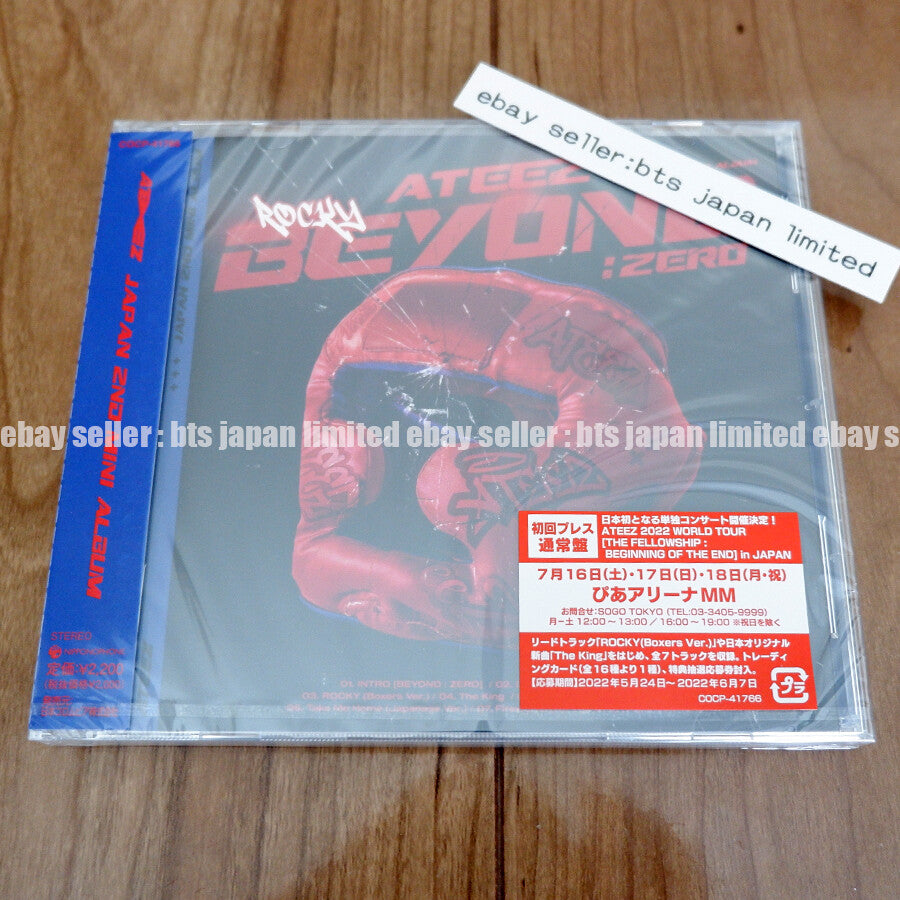 ebay seller:bts japan limited
COCP-41766
ATEEZ
BEYOND
:ZERO
ROCKY
ATEEZ JAPAN 2ND MINI ALBUM
ebay seller : bts japan limited ebay seller : bts japan limited ebay s
初回プレス
通常盤
日本初となる単独コンサート開催決定！
ATEEZ 2022 WORLD TOUR
[THE FELLOWSHIP :
BEGINNING OF THE END] in JAPAN
7月16日(土)・17日(日)・18日(月・祝)
ぴあアリーナMM
お問合せ:SOGO TOKYO (TEL:03-3405-9999)
月−土 12:00〜13:00 / 16:00〜19:00 ※祝日を除く
リードトラック「ROCKY(Boxers Ver.)」や日本オリジナル
新曲「The King」をはじめ、全7トラックを収録。トレーディ
ングカード(全16種より1種)、特典抽選応募券封入。
【応募期間】2022年5月24日〜2022年6月7日
COCP-41766
プラ
STEREO
定価:¥2,200
01. INTRO [BEYOND : ZERO] / 02.
03. ROCKY (Boxers Ver.) / 04. The King